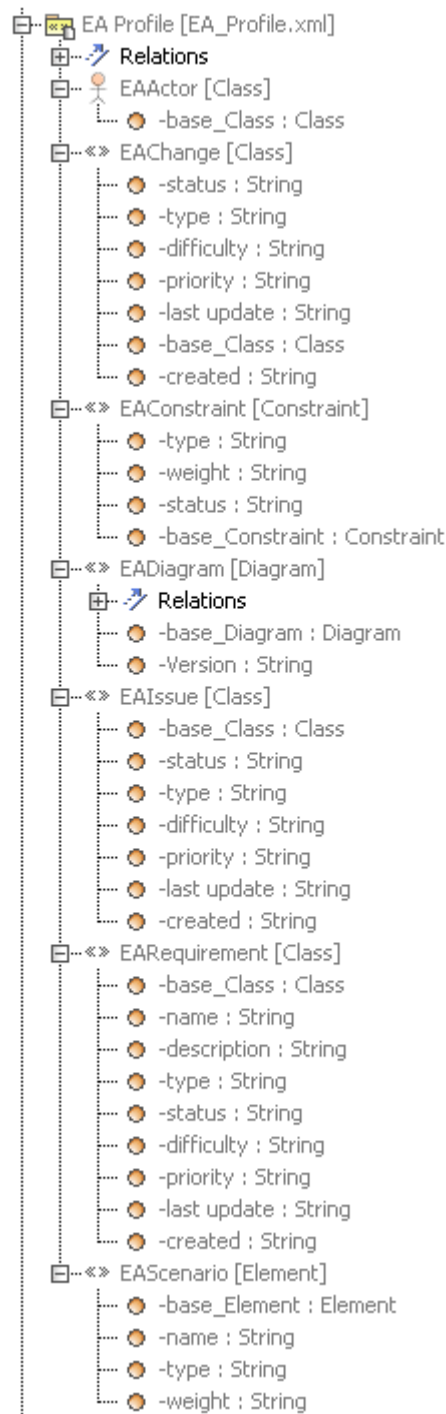 EA Profile [EA_Profile.xml]
Relations
EAActor [Class]
-base_Class : Class
«» EAChange [Class]
-status : String
-type : String
-difficulty : String
-priority : String
-last update : String
-base_Class : Class
-created : String
«» EAConstraint [Constraint]
-type : String
-weight : String
-status : String
-base_Constraint : Constraint
«» EADiagram [Diagram]
Relations
-base_Diagram : Diagram
-Version : String
«» EAIssue [Class]
-base_Class : Class
-status : String
-type : String
-difficulty : String
-priority : String
-last update : String
-created : String
«» EARequirement [Class]
-base_Class : Class
-name : String
-description : String
-type : String
-status : String
-difficulty : String
-priority : String
-last update : String
-created : String
«» EAScenario [Element]
-base_Element : Element
-name : String
-type : String
-weight : String